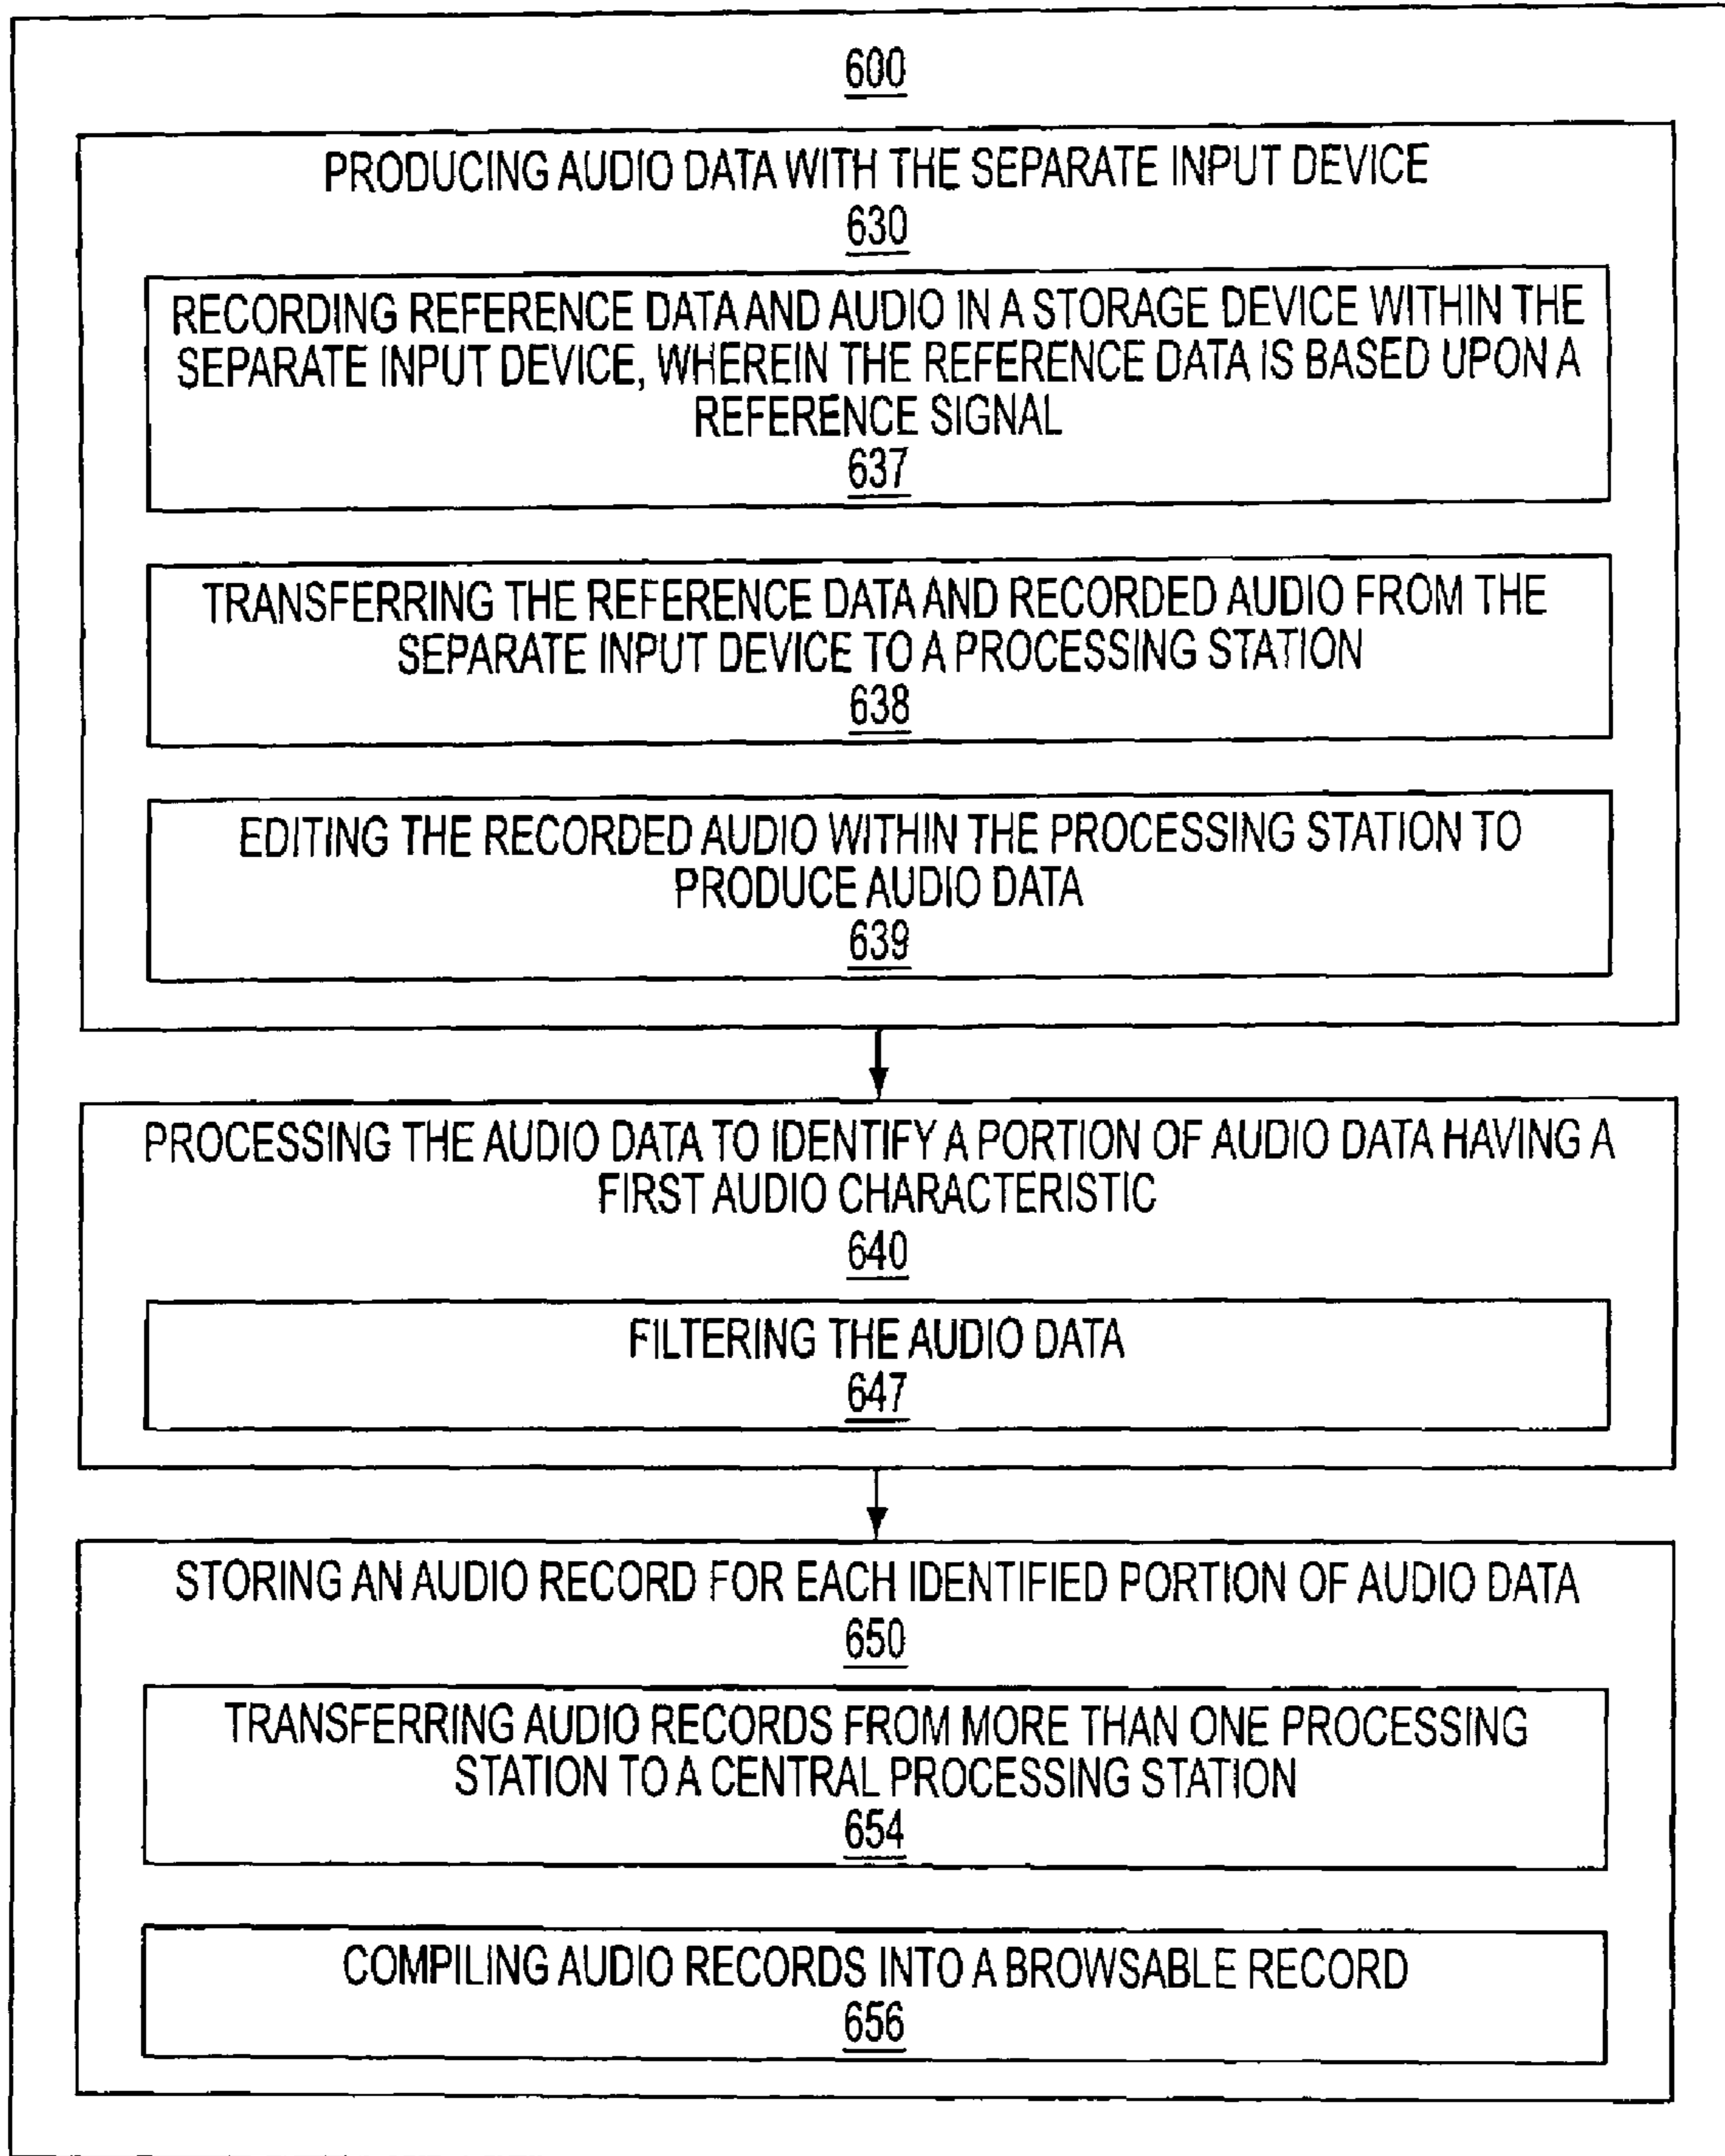 600
PRODUCING AUDIO DATA WITH THE SEPARATE INPUT DEVICE
630
RECORDING REFERENCE DATA AND AUDIO IN A STORAGE DEVICE WITHIN THE
SEPARATE INPUT DEVICE, WHEREIN THE REFERENCE DATA IS BASED UPON A
REFERENCE SIGNAL
637
TRANSFERRING THE REFERENCE DATA AND RECORDED AUDIO FROM THE
SEPARATE INPUT DEVICE TO A PROCESSING STATION
638
EDITING THE RECORDED AUDIO WITHIN THE PROCESSING STATION TO
PRODUCE AUDIO DATA
639
PROCESSING THE AUDIO DATA TO IDENTIFY A PORTION OF AUDIO DATA HAVING A
FIRST AUDIO CHARACTERISTIC
640
FILTERING THE AUDIO DATA
647
STORING AN AUDIO RECORD FOR EACH IDENTIFIED PORTION OF AUDIO DATA
650
TRANSFERRING AUDIO RECORDS FROM MORE THAN ONE PROCESSING
STATION TO A CENTRAL PROCESSING STATION
654
COMPILING AUDIO RECORDS INTO A BROWSABLE RECORD
656